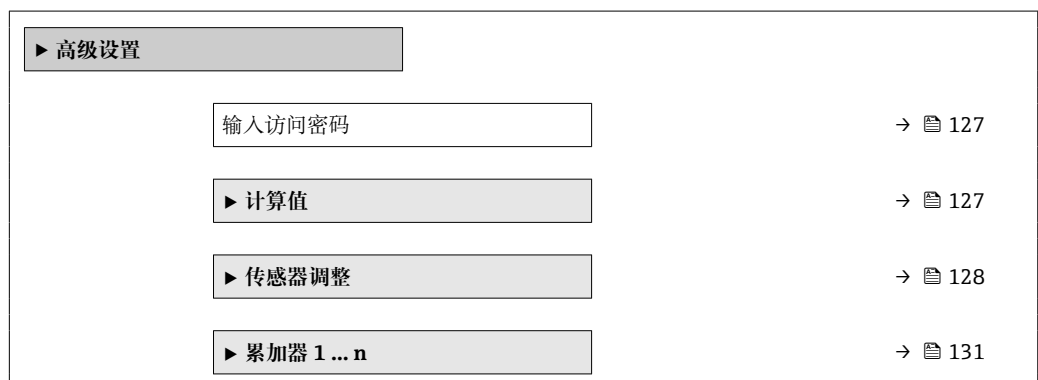 ▶ 高级设置
输入访问密码 → 127
▶ 计算值 → 127
▶ 传感器调整 → 128
▶ 累加器 1 … n → 131